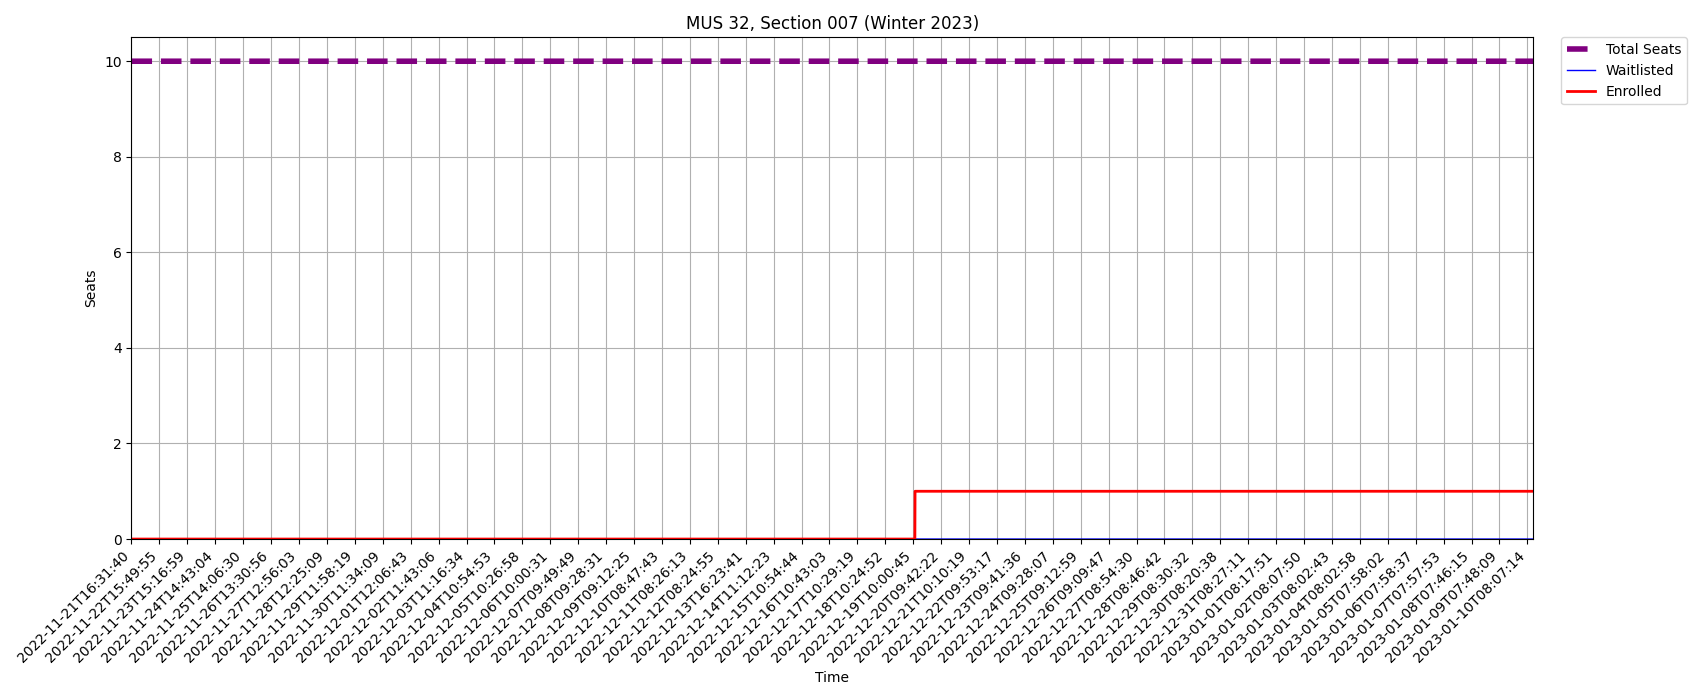 MUS 32, Section 007 (Winter 2023)
Total Seats
Waitlisted
Enrolled
Seats
10
8
6
4
2
0
2022-11-21T16:31:40
2022-11-22T15:49:55
2022-11-23T15:16:59
2022-11-24T14:43:04
2022-11-25T14:06:30
2022-11-26T13:30:56
2022-11-27T12:56:03
2022-11-28T12:25:09
2022-11-29T11:58:19
2022-11-30T11:34:09
2022-12-01T12:06:43
2022-12-02T11:43:06
2022-12-03T11:16:34
2022-12-04T10:54:53
2022-12-05T10:26:58
2022-12-06T10:00:31
2022-12-07T09:49:49
2022-12-08T09:28:31
2022-12-09T09:12:25
2022-12-10T08:47:43
2022-12-11T08:26:13
2022-12-12T08:24:55
2022-12-13T16:23:41
2022-12-14T11:12:23
2022-12-15T10:54:44
2022-12-16T10:43:03
2022-12-17T10:29:19
2022-12-18T10:24:52
2022-12-19T10:00:45
2022-12-20T09:42:22
2022-12-21T10:10:19
2022-12-22T09:53:17
2022-12-23T09:41:36
2022-12-24T09:28:07
2022-12-25T09:12:59
2022-12-26T09:09:47
2022-12-27T08:54:30
2022-12-28T08:46:42
2022-12-29T08:30:32
2022-12-30T08:20:38
2022-12-31T08:27:11
2023-01-01T08:17:51
2023-01-02T08:07:50
2023-01-03T08:02:43
2023-01-04T08:02:58
2023-01-05T07:58:02
2023-01-06T07:58:37
2023-01-07T07:57:53
2023-01-08T07:46:15
2023-01-09T07:48:09
2023-01-10T08:07:14
Time